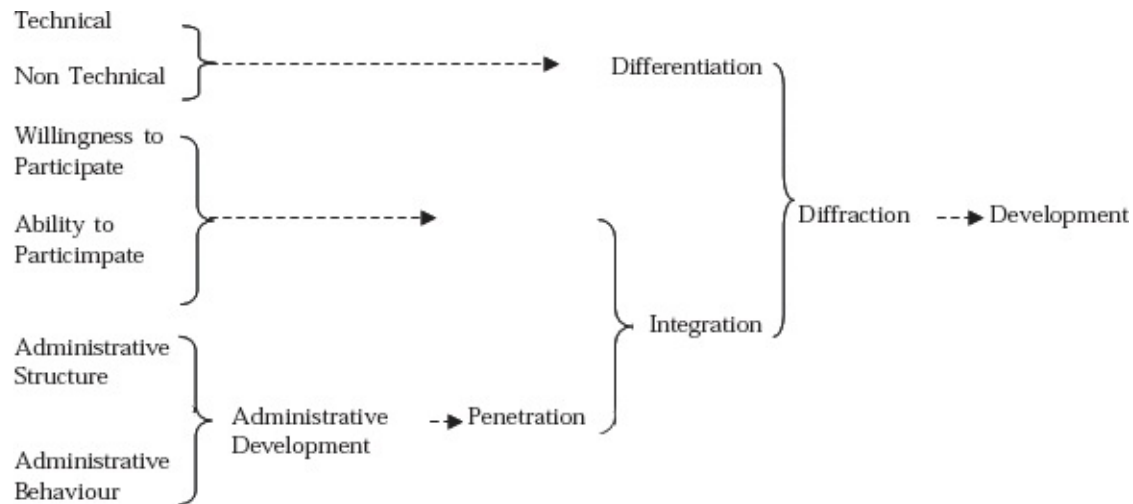 Technical
Non Technical
Differentiation
Willingness to
Participate
Ability to
Particimpate
Diffraction
Development
Integration
Administrative
Structure
Administrative
Development
Penetration
Administrative
Behaviour